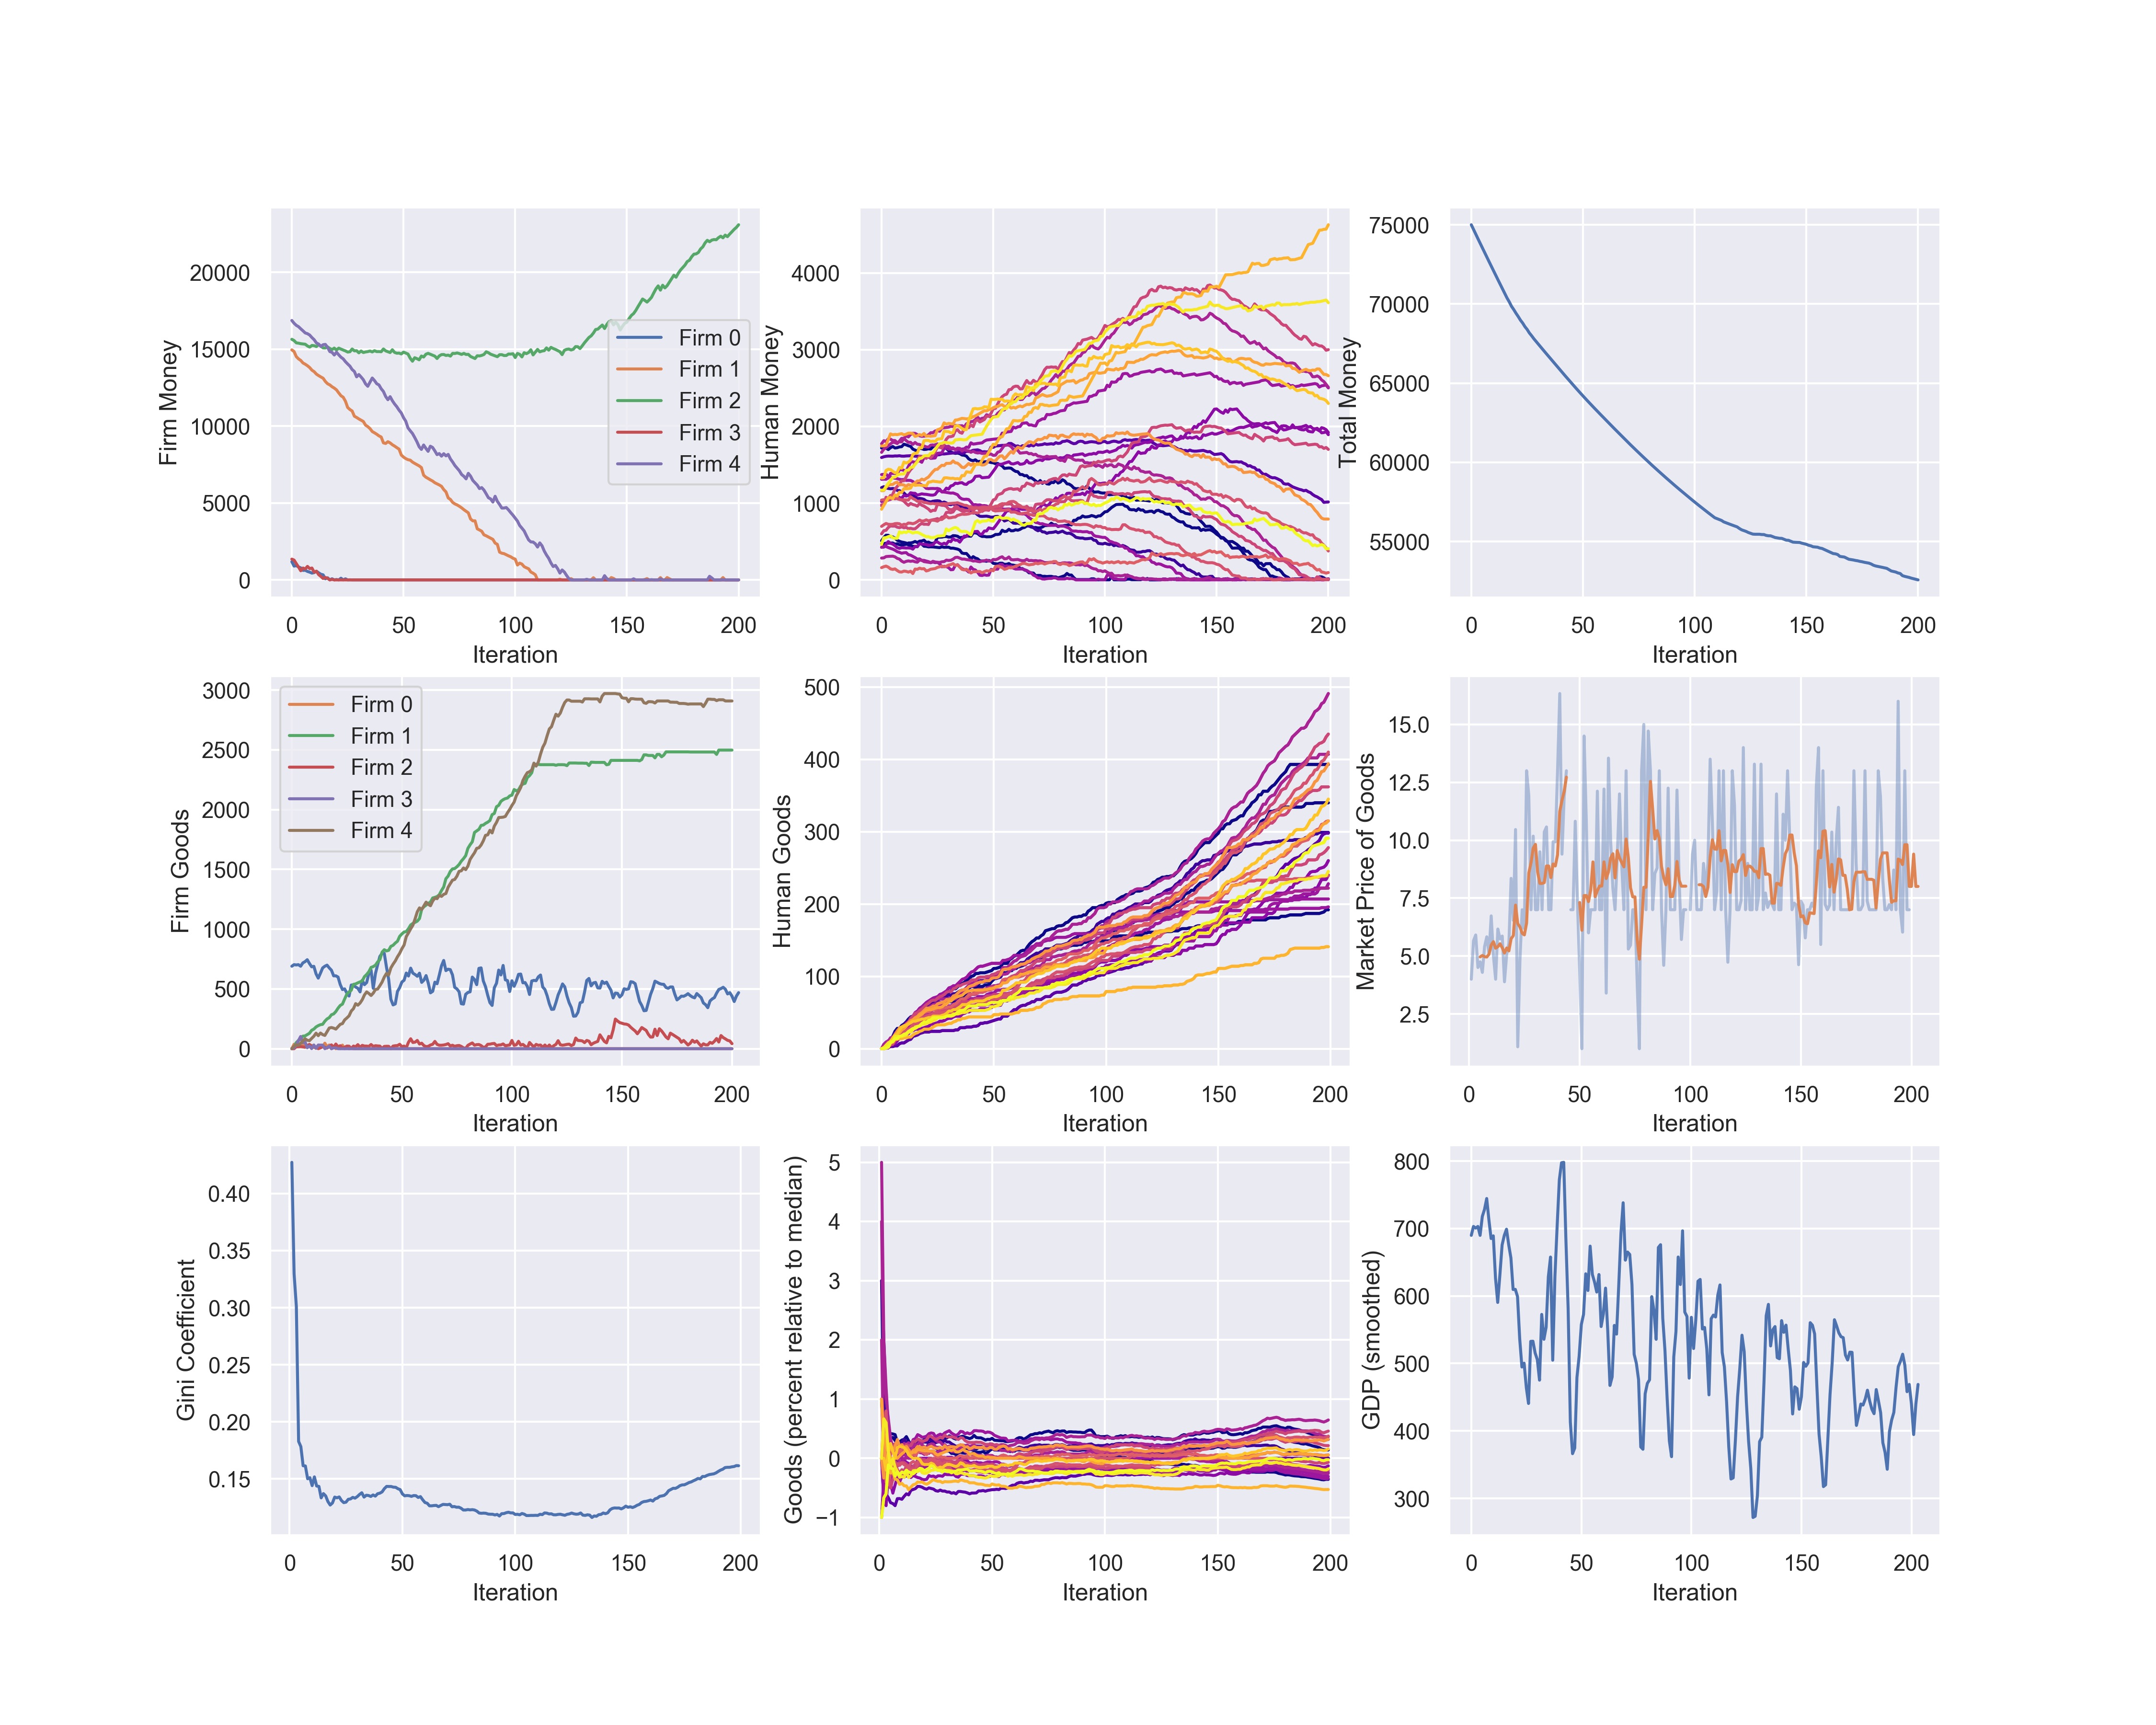 Firm Money
20000
15000
10000
5000
0
Firm 0
Firm 1
Firm 2
Firm 3
Firm 4
0 50 100 150 200
Iteration
Human Money
4000
3000
2000
1000
0
0 50 100 150 200
Iteration
Total Money
75000
70000
65000
60000
55000
0 50 100 150 200
Iteration
Firm Goods
3000
2500
2000
1500
1000
500
0
Firm 0
Firm 1
Firm 2
Firm 3
Firm 4
0 50 100 150 200
Iteration
Human Goods
500
400
300
200
100
0
0 50 100 150 200
Iteration
Market Price of Goods
15.0
12.5
10.0
7.5
5.0
2.5
0 50 100 150 200
Iteration
Gini Coefficient
0.40
0.35
0.30
0.25
0.20
0.15
0 50 100 150 200
Iteration
Goods (percent relative to median)
5
4
3
2
1
0
−1
0 50 100 150 200
Iteration
GDP (smoothed)
800
700
600
500
400
300
0 50 100 150 200
Iteration